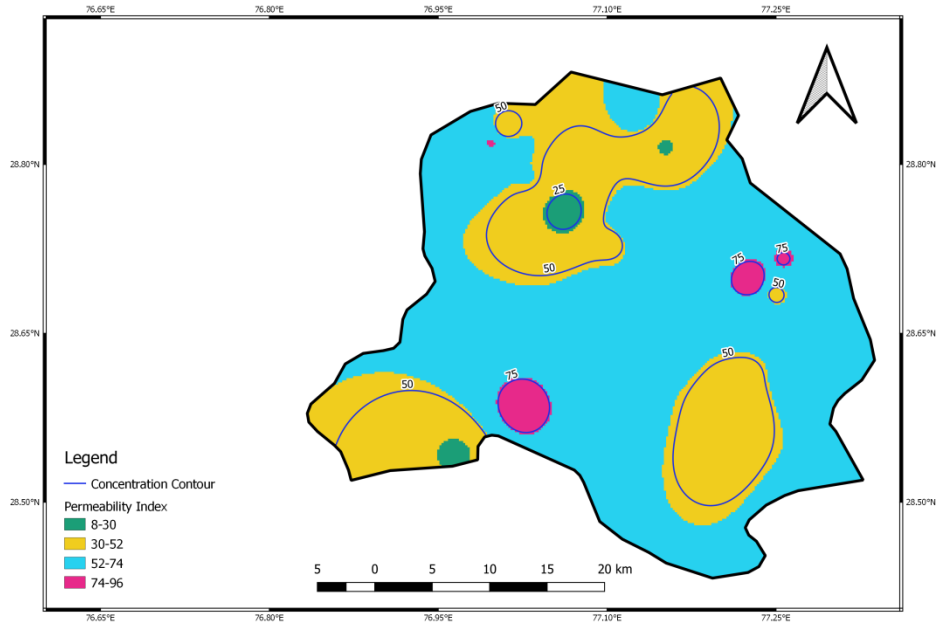 76.65°E 76.80°E 76.95°E 77.10°E 77.25°E
50
28.80°N 28.80°N
25
75
75
50
50
28.65°N 28.65°N
50
75
50
Legend
Concentration Contour
Permeability Index
8-30
30-52
52-74
74-96
28.50°N 28.50°N
5 0 5 10 15 20 km
76.65°E 76.80°E 76.95°E 77.10°E 77.25°E